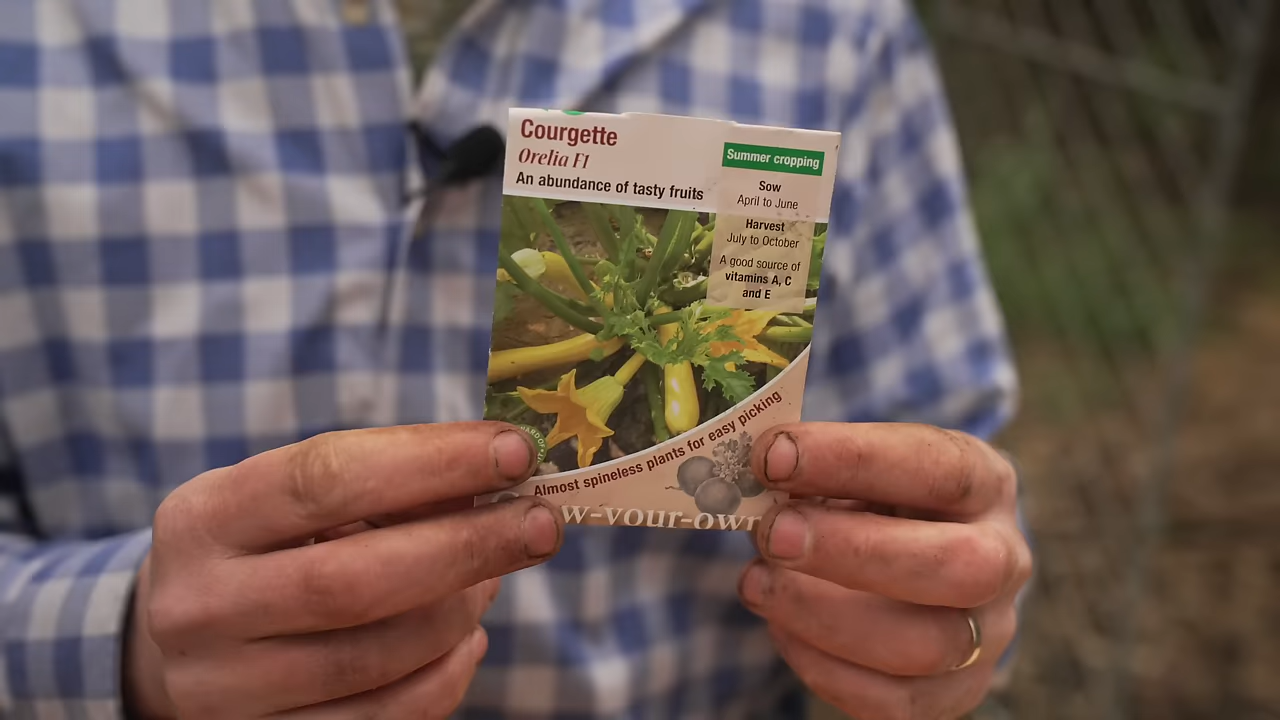 Courgette
Orelia F1
An abundance of tasty fruits
Summer cropping
Sow
April to June
Harvest
July to October
A good source of
vitamins A, C
and E
Almost spineless plants for easy picking
w-your-own